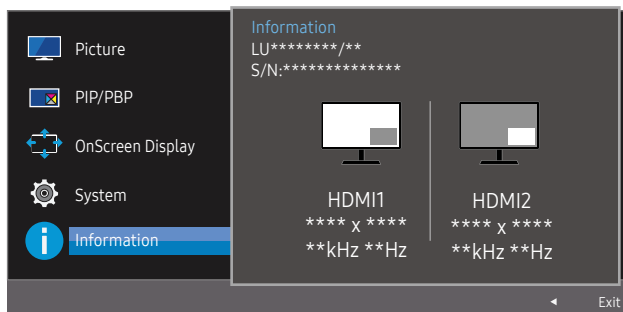 Picture
PIP/PBP
OnScreen Display
System
Information
Information
LU********/**
S/N:**************
HDMI1
**** x ****
**kHz **Hz
HDMI2
**** x ****
**kHz **Hz
Exit